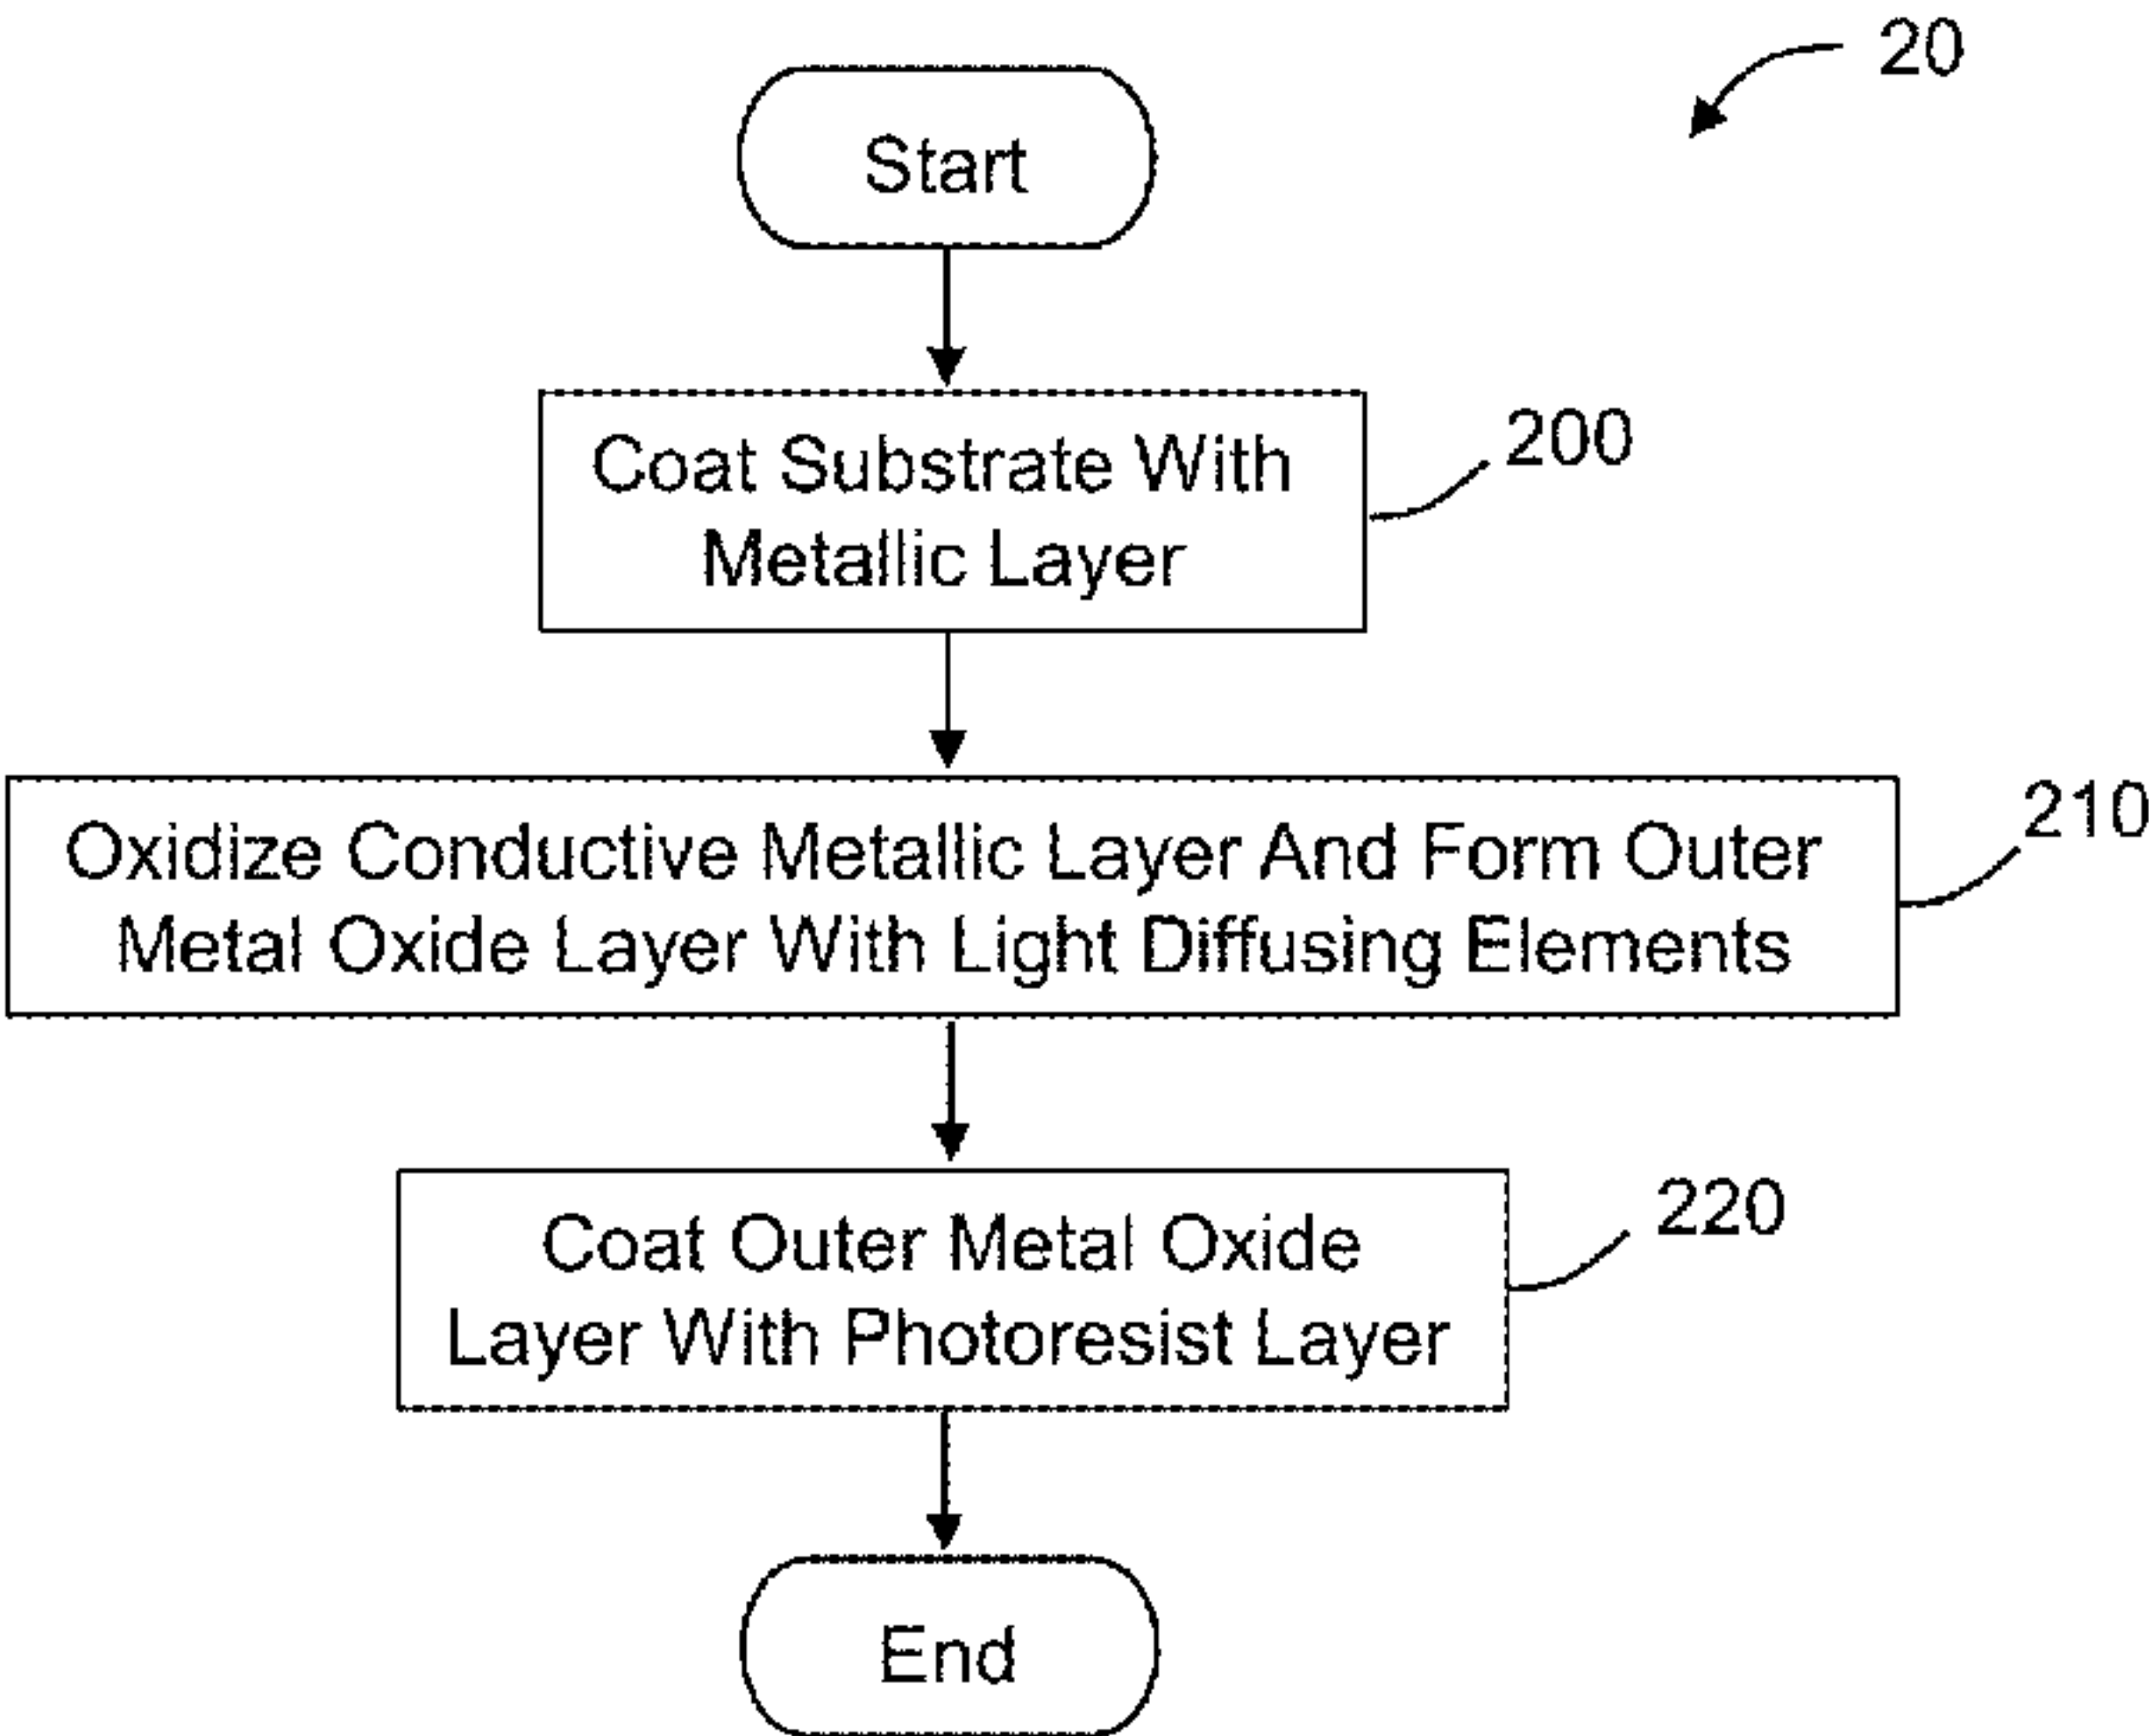 20
Start
Coat Substrate With
Metallic Layer
200
Oxidize Conductive Metallic Layer And Form Outer
Metal Oxide Layer With Light Diffusing Elements
210
Coat Outer Metal Oxide
Layer With Photoresist Layer
220
End